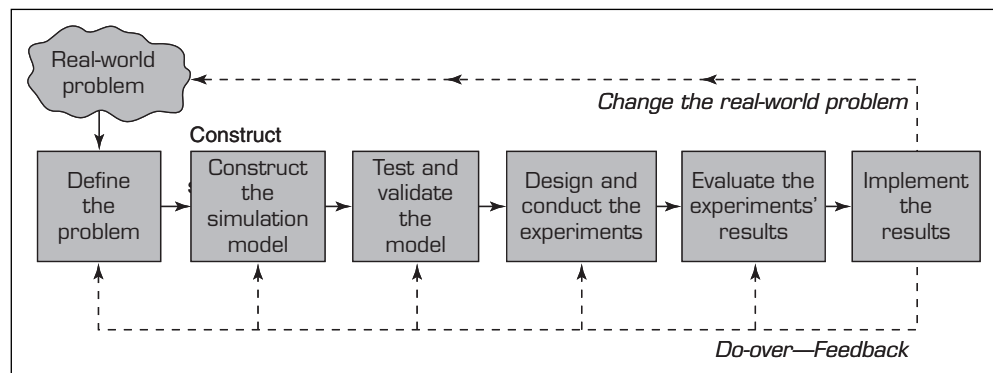 Real-world
problem
Change the real-world problem
Construct
Define
the
problem
Construct
the
simulation
model
Test and
validate
the
model
Design and
conduct the
experiments
Evaluate the
experiments'
results
Implement
the
results
Do-over—Feedback